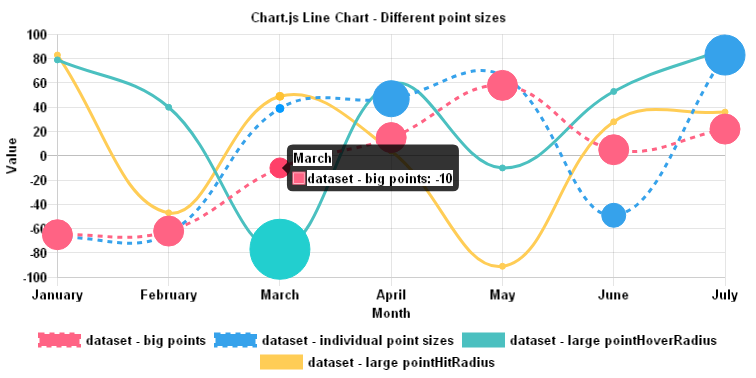 Chart.js Line Chart - Different point sizes
100
80
60
40
20
0
-20
-40
-60
-80
-100
Value
March
dataset - big points: -10
January February March April May June July
Month
dataset - big points dataset - individual point sizes dataset - large pointHoverRadius
dataset - large pointHitRadius